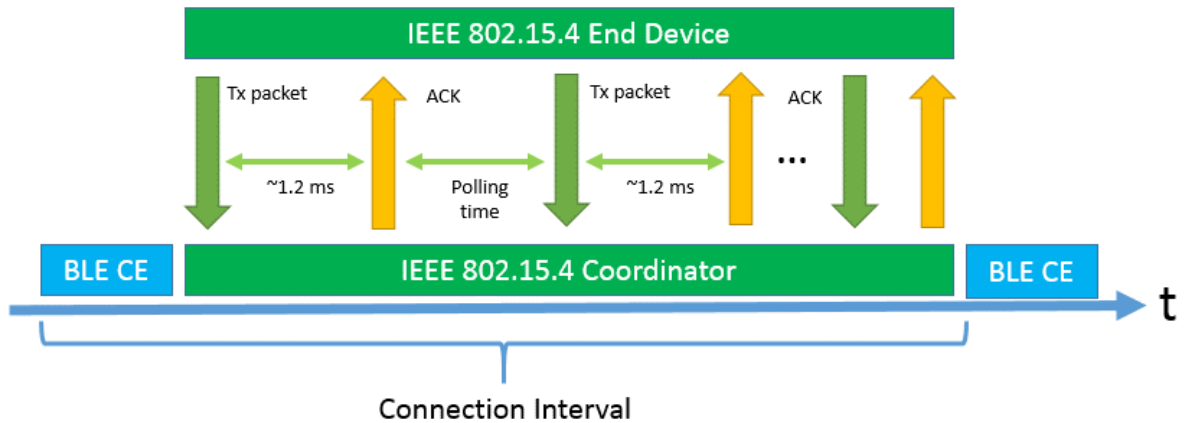 IEEE 802.15.4 End Device
Tx packet
ACK
Tx packet
ACK
...
~1.2 ms
Polling
time
~1.2 ms
BLE CE
IEEE 802.15.4 Coordinator
BLE CE
t
Connection Interval